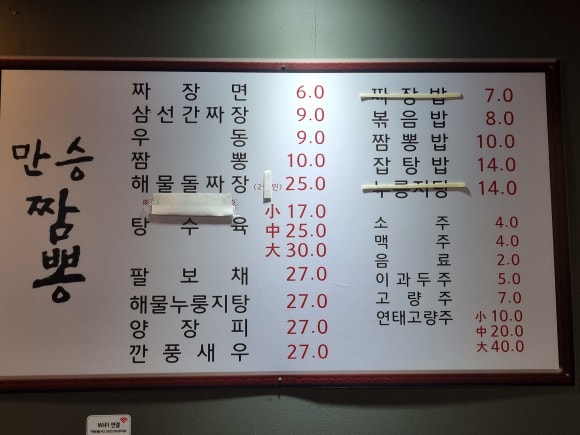 만승
짬뽕
짜장면 6.0
삼선간짜장 9.0
우동 9.0
짬뽕 10.0
해물돌짜장 25.0
탕수육 小 17.0
中 25.0
大 30.0
팔보채 27.0
해물누룽지탕 27.0
양장피 27.0
깐풍새우 27.0
짜장밥 7.0
볶음밥 8.0
짬뽕밥 10.0
잡탕밥 14.0
누룽지탕 14.0
소주 4.0
맥주 4.0
음료 2.0
이과두주 5.0
고량주 7.0
연태고량주 小 10.0
中 20.0
大 40.0
WiFi 연결